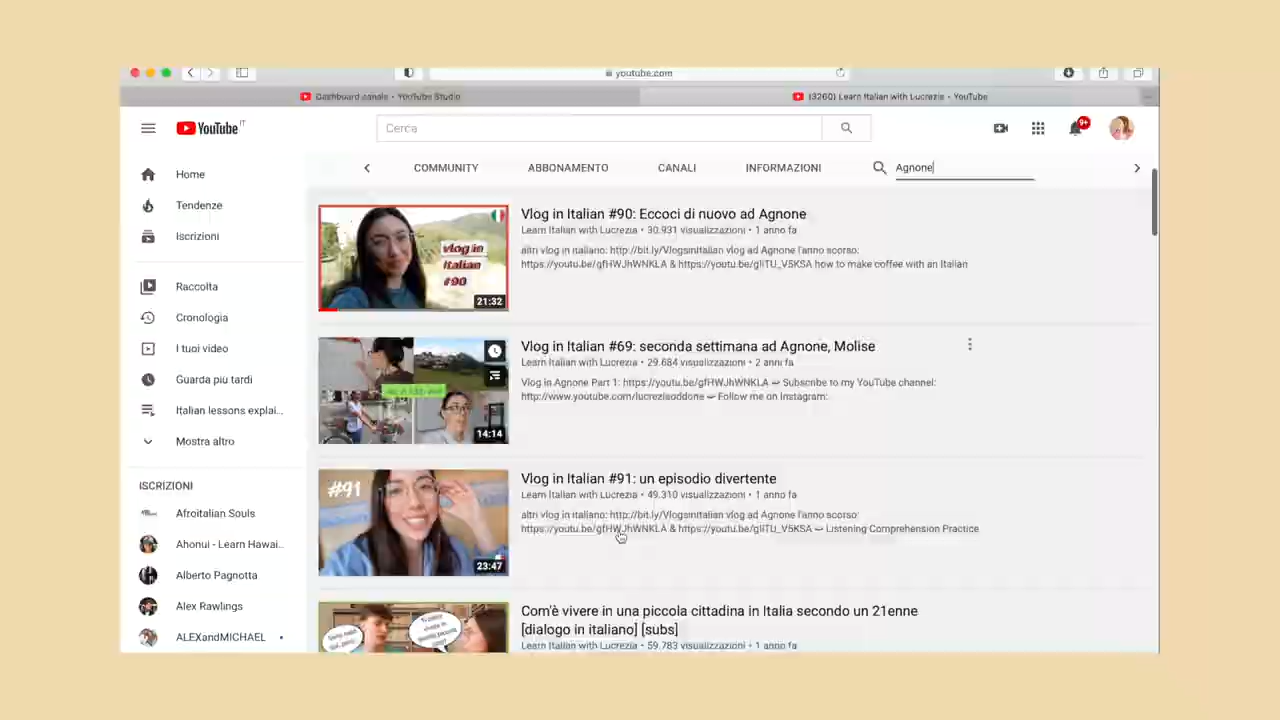 youtube.com
Dashboard canale - YouTube Studio
(3260) Learn Italian with Lucrezia - YouTube
YouTube IT
Cerca
9+
COMMUNITY
ABBONAMENTO
CANALI
INFORMAZIONI
Agnone
Home
Tendenze
Iscrizioni
Raccolta
Cronologia
I tuoi video
Guarda più tardi
Italian lessons explai...
Mostra altro
ISCRIZIONI
Afroitalian Souls
Ahonui - Learn Hawai...
Alberto Pagnotta
Alex Rawlings
ALEXandMICHAEL
vlog in
italian
#90
21:32
Vlog in Italian #90: Eccoci di nuovo ad Agnone
Learn Italian with Lucrezia • 30.931 visualizzazioni • 1 anno fa
altri vlog in italiano: http://bit.ly/VlogsinItalian vlog ad Agnone l'anno scorso:
https://youtu.be/gfHWJhWNKLA & https://youtu.be/gIiTU_V5KSA how to make coffee with an Italian
14:14
Vlog in Italian #69: seconda settimana ad Agnone, Molise
Learn Italian with Lucrezia • 29.684 visualizzazioni • 2 anni fa
Vlog in Agnone Part 1: https://youtu.be/gfHWJhWNKLA ➫ Subscribe to my YouTube channel:
http://www.youtube.com/lucreziaoddone ➫ Follow me on Instagram:
#91
23:47
Vlog in Italian #91: un episodio divertente
Learn Italian with Lucrezia • 49.310 visualizzazioni • 1 anno fa
altri vlog in italiano: http://bit.ly/VlogsinItalian vlog ad Agnone l'anno scorso:
https://youtu.be/gfHWJhWNKLA & https://youtu.be/gIiTU_V5KSA ➫ Listening Comprehension Practice
Com'è vivere in una piccola cittadina in Italia secondo un 21enne
[dialogo in italiano] [subs]
Learn Italian with Lucrezia • 59.783 visualizzazioni • 1 anno fa